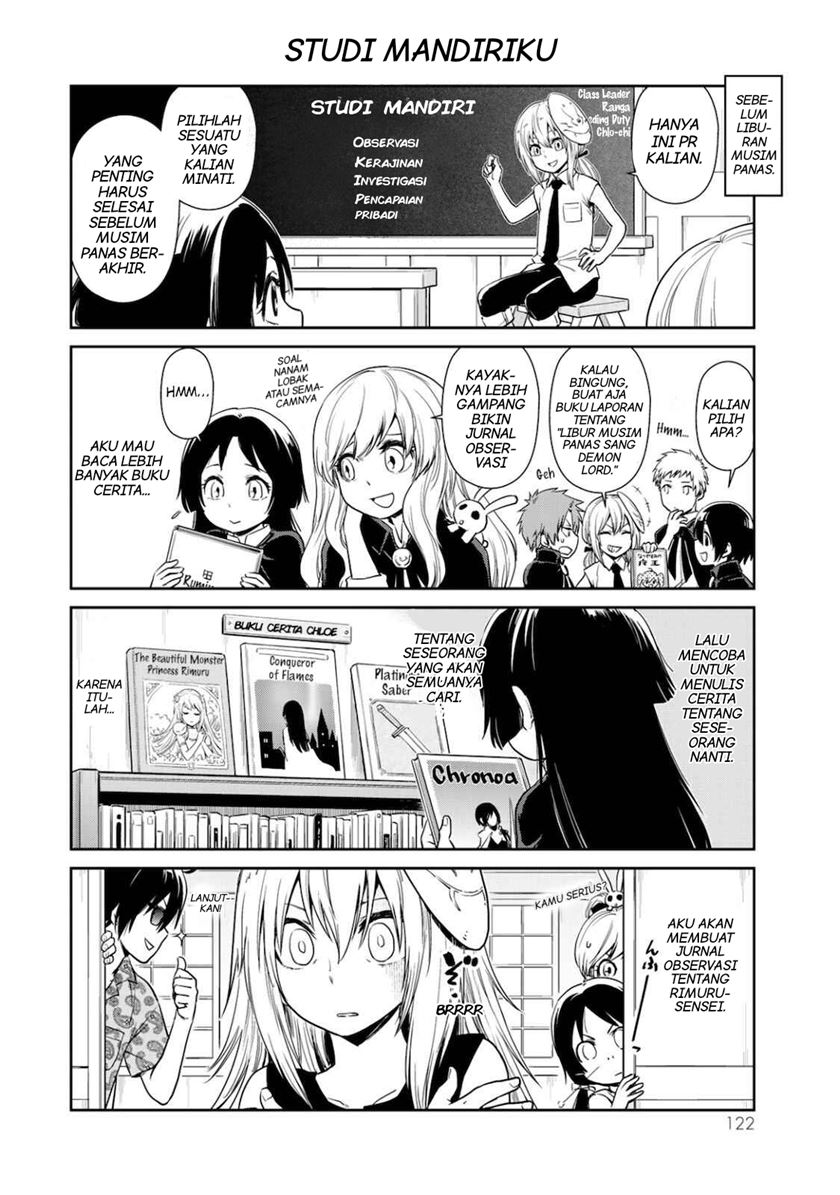 STUDI MANDIRIKU
SEBE-
LUM LIBU-
RAN
MUSIM
PANAS.
HANYA
INI PR
KALIAN.
Class Leader
Ranga
Chlo-chi
STUDI MANDIRI
OBSERVASI
KERAJINAN
INVESTIGASI
PENCAPAIAN
PRIBADI
PILIHLAH
SESUATU
YANG
KALIAN
MINATI.
YANG
PENTING
HARUS
SELESAI
SEBELUM
MUSIM
PANAS BER-
AKHIR.
KALIAN
PILIH
APA?
Hmm...
KALAU
BINGUNG,
BUAT AJA
BUKU LAPORAN
TENTANG
"LIBUR MUSIM
PANAS SANG
DEMON
LORD."
Geh
KAYAK-
NYA LEBIH
GAMPANG
BIKIN
JURNAL
OBSER-
VASI
SOAL
NANAM
LOBAK
ATAU SEMA-
CAMNYA
HMM...
AKU MAU
BACA LEBIH
BANYAK BUKU
CERITA...
LALU
MENCOBA
UNTUK
MENULIS
CERITA
TENTANG
SESE-
ORANG
NANTI.
TENTANG
SESEORANG
YANG AKAN
SEMUANYA
CARI.
BUKU CERITA CHLOE
The Beautiful Monster
Princess Rimuru
Conqueror
of Flames
Platin
Saber
Chronoa
KARENA
ITU-
LAH...
AKU AKAN
MEMBUAT
JURNAL
OBSERVASI
TENTANG
RIMURU-
SENSEI.
んふー
KAMU SERIUS?
BRRRR
LANJUT--
KAN!
122